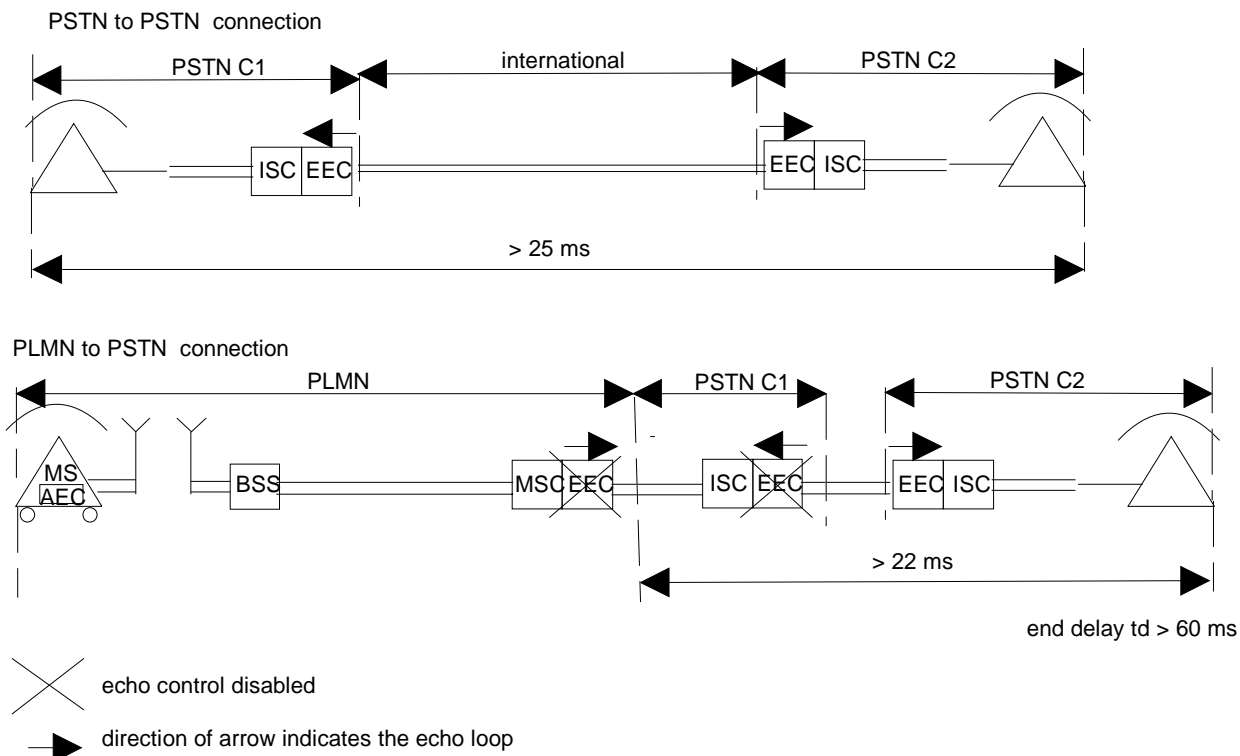 PSTN to PSTN connection
PSTN C1 international PSTN C2
ISC EEC EEC ISC
> 25 ms
PLMN to PSTN connection
PLMN PSTN C1 PSTN C2
MS
AEC BSS MSC EEC ISC EEC EEC ISC
> 22 ms
end delay td > 60 ms
echo control disabled
direction of arrow indicates the echo loop